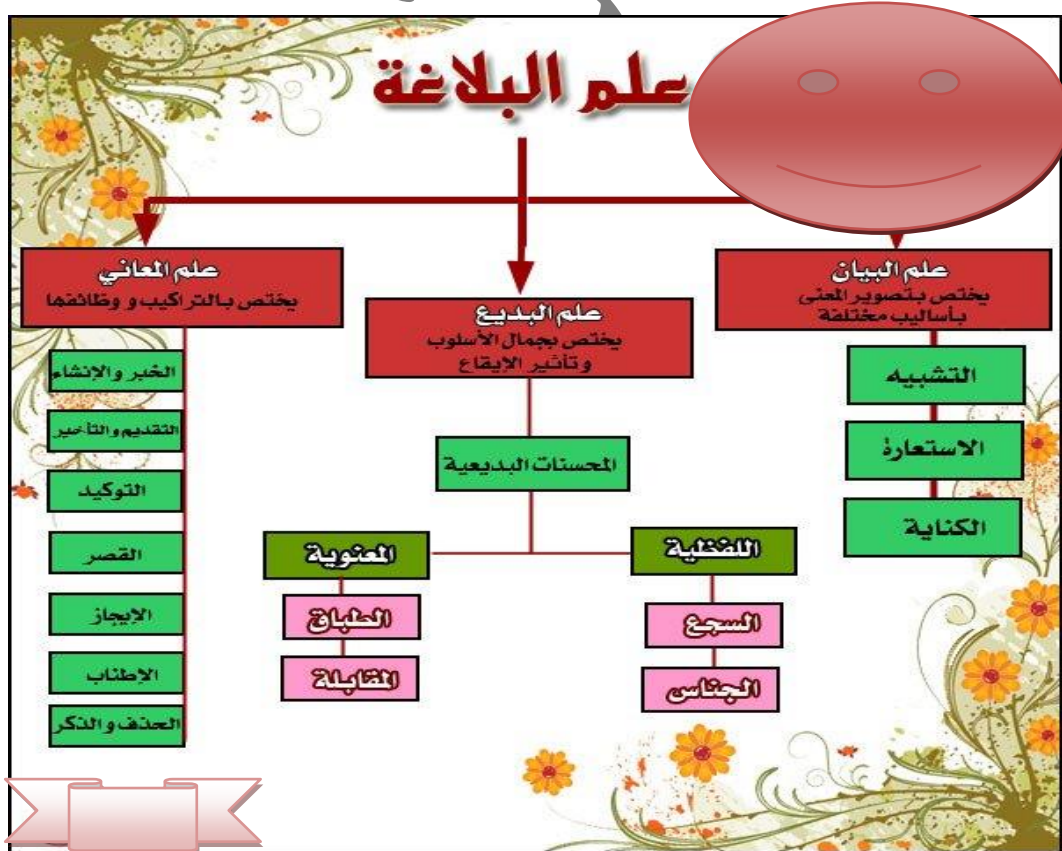 علم البلاغة
علم البيان
يختص بتصوير المعنى
بأساليب مختلفة
التشبيه
الاستعارة
الكناية
علم البديع
يختص بجمال الأسلوب
وتأثير الإيقاع
المحسنات البديعية
اللفظية
السجع
الجناس
المعنوية
الطباق
المقابلة
علم المعاني
يختص بالتراكيب و وظائفها
الخبر والإنشاء
التقديم والتأخير
التوكيد
القصر
الإيجاز
الإطناب
الحذف والذكر